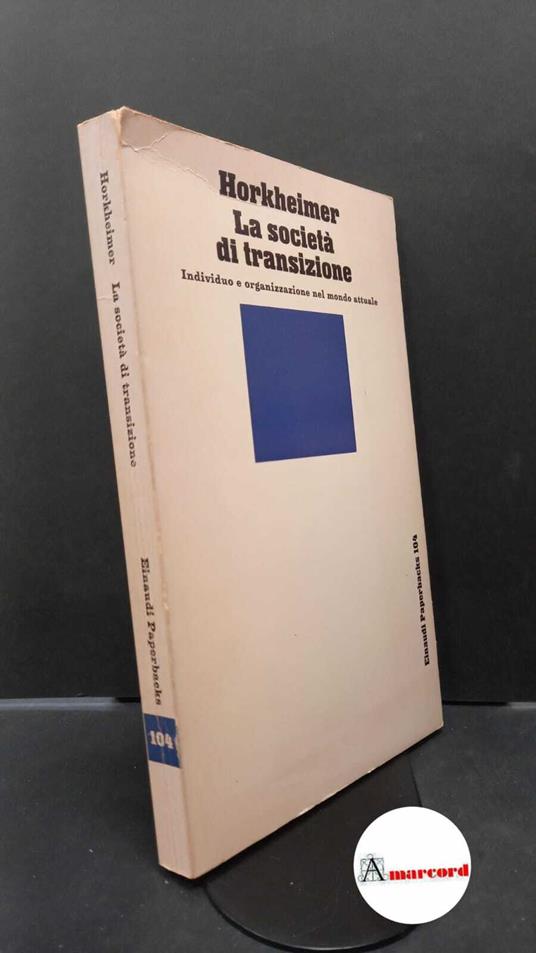 Horkheimer
La società
di transizione
Individuo e organizzazione nel mondo attuale
Einaudi Paperbacks 104
Horkheimer La società di transizione
Einaudi Paperbacks
104
Amarcord